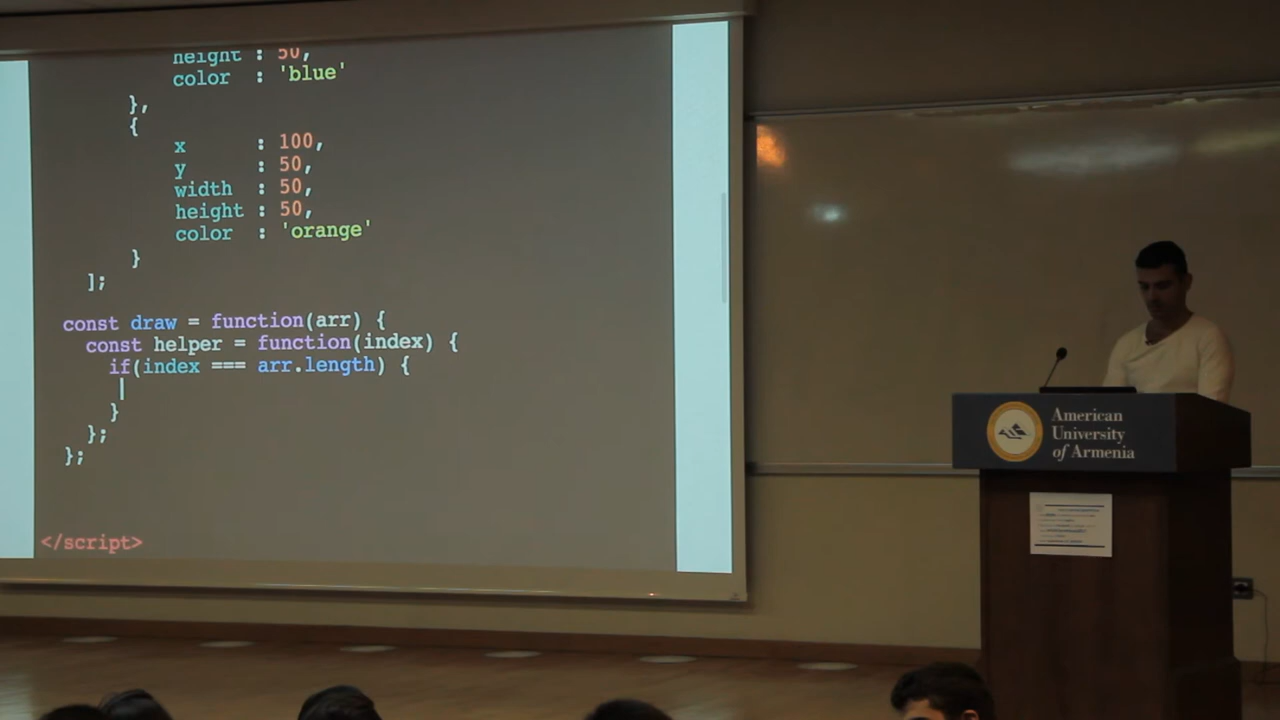 height : 50,
color : 'blue'
},
{
x : 100,
y : 50,
width : 50,
height : 50,
color : 'orange'
}
];
const draw = function(arr) {
const helper = function(index) {
if(index === arr.length) {
}
};
};
</script>
American
University
of Armenia